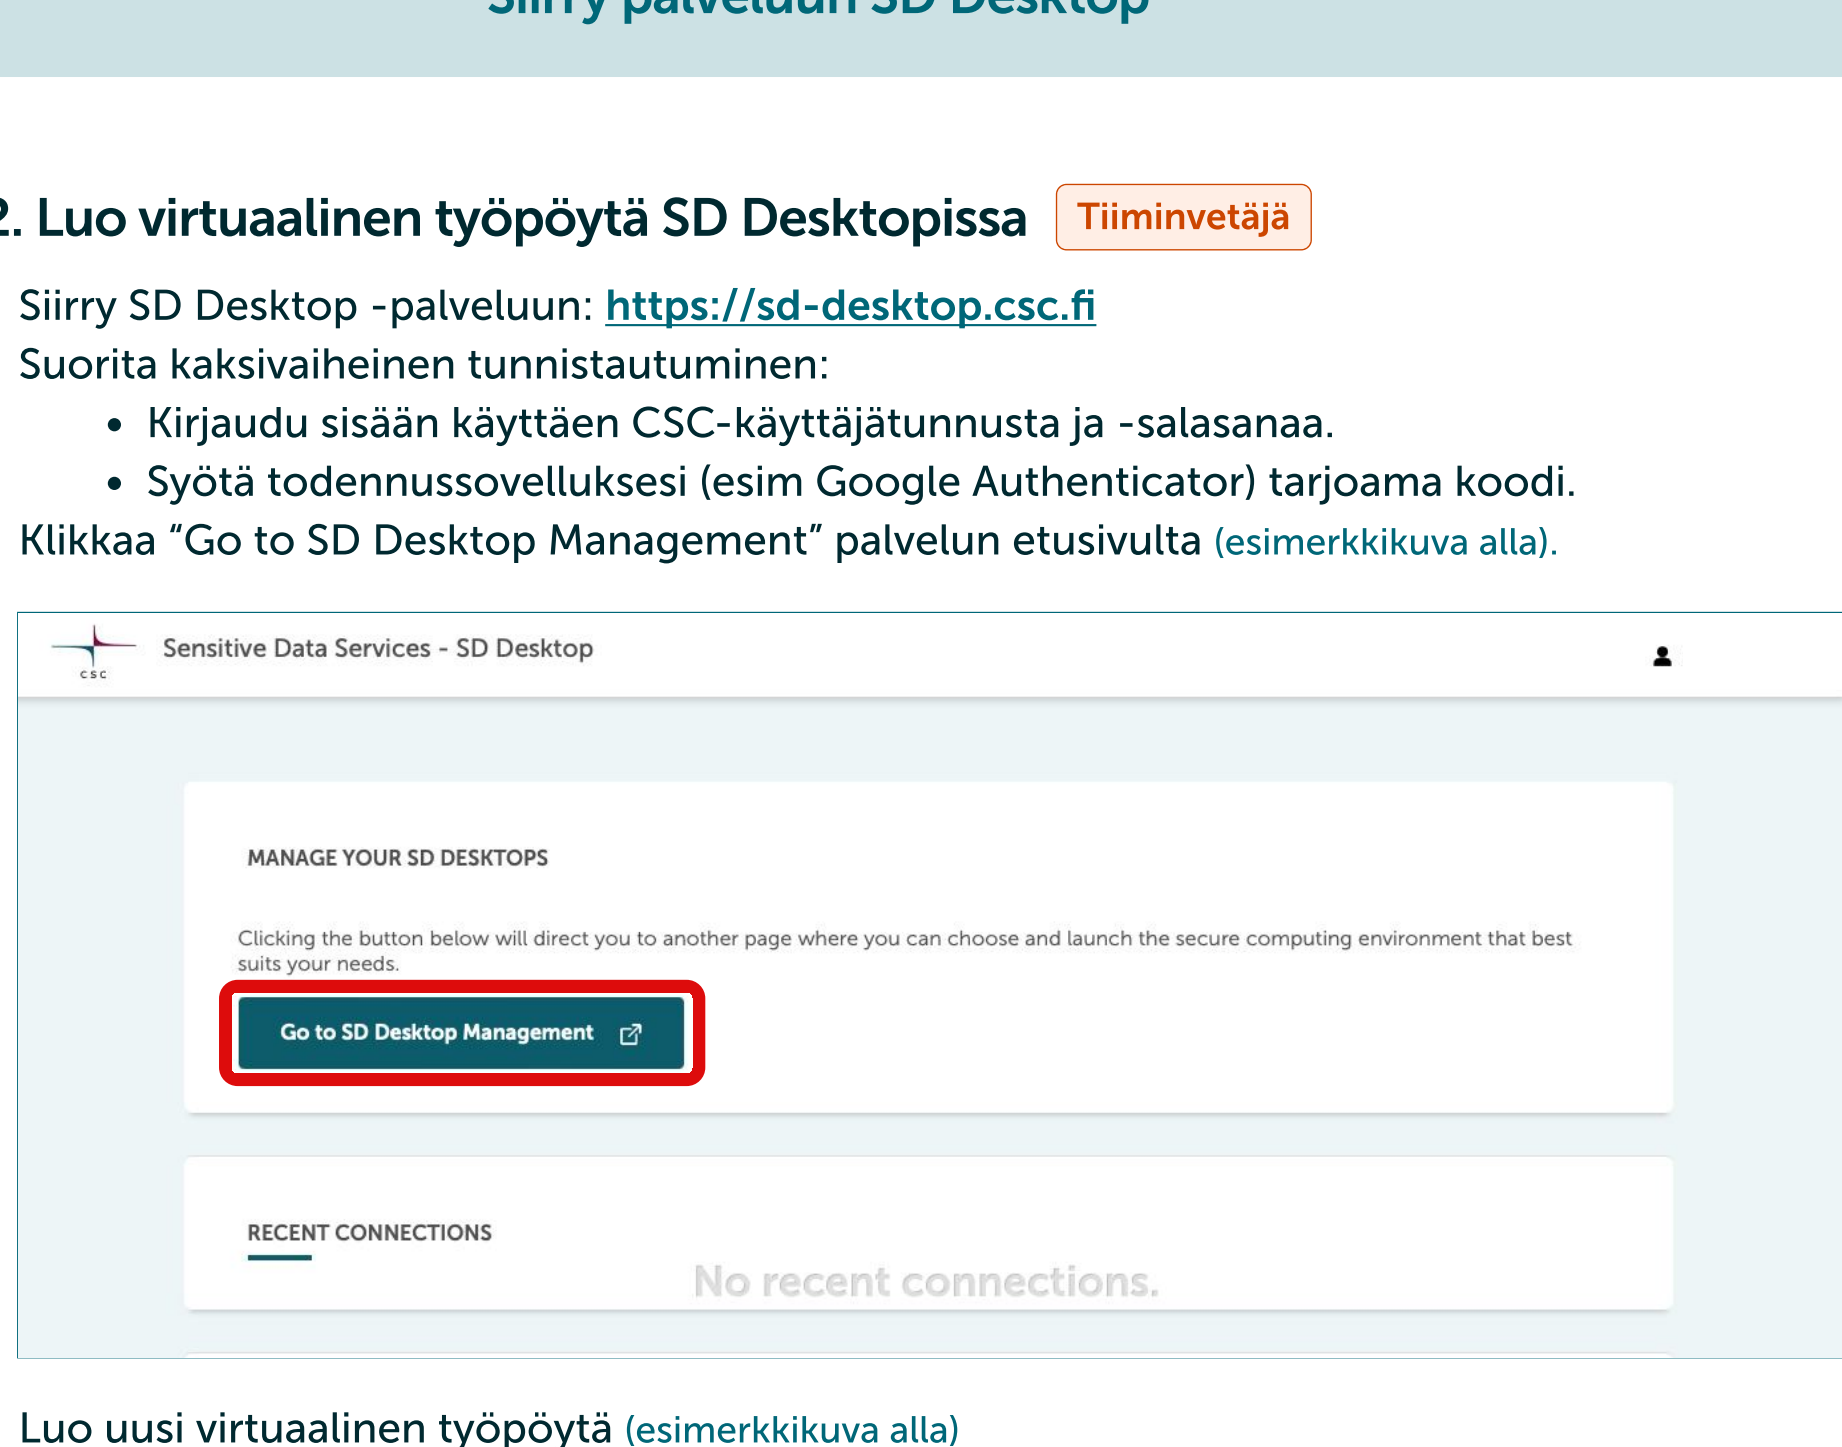 Siirry palveluun SD Desktop
2. Luo virtuaalinen työpöytä SD Desktopissa Tiiminvetäjä
Siirry SD Desktop -palveluun: https://sd-desktop.csc.fi
Suorita kaksivaiheinen tunnistautuminen:
• Kirjaudu sisään käyttäen CSC-käyttäjätunnusta ja -salasanaa.
• Syötä todennussovelluksesi (esim Google Authenticator) tarjoama koodi.
Klikkaa “Go to SD Desktop Management” palvelun etusivulta (esimerkkikuva alla).
csc Sensitive Data Services - SD Desktop
MANAGE YOUR SD DESKTOPS
Clicking the button below will direct you to another page where you can choose and launch the secure computing environment that best
suits your needs.
Go to SD Desktop Management
RECENT CONNECTIONS
No recent connections.
Luo uusi virtuaalinen työpöytä (esimerkkikuva alla)